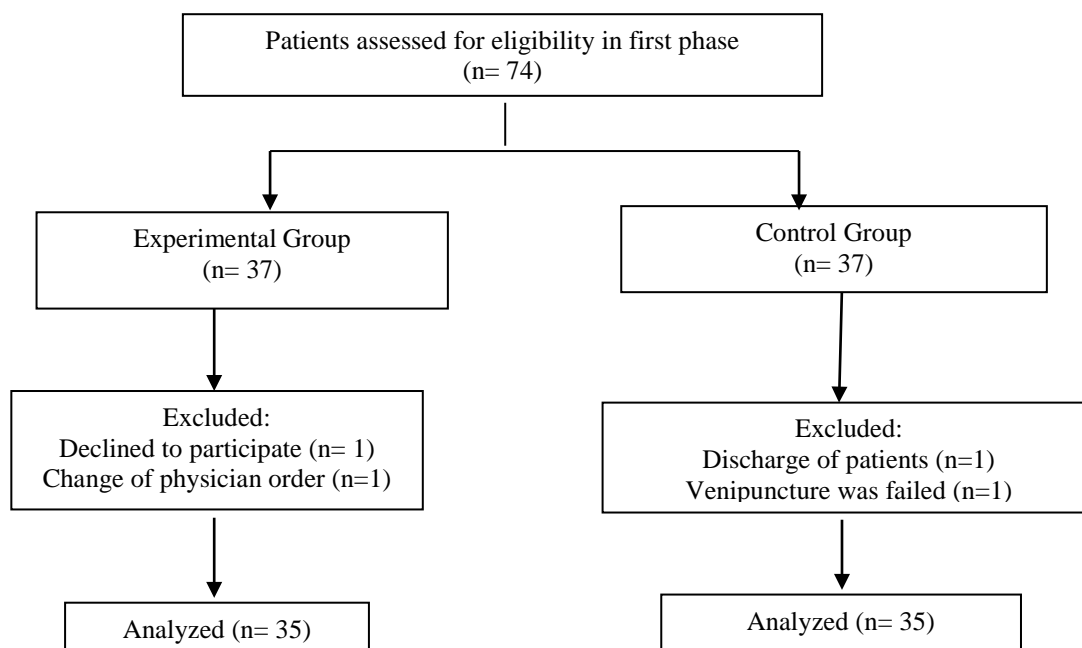 Patients assessed for eligibility in first phase
(n= 74)
Experimental Group
(n= 37)
Control Group
(n= 37)
Excluded:
Declined to participate (n= 1)
Change of physician order (n=1)
Excluded:
Discharge of patients (n=1)
Venipuncture was failed (n=1)
Analyzed (n= 35)
Analyzed (n= 35)